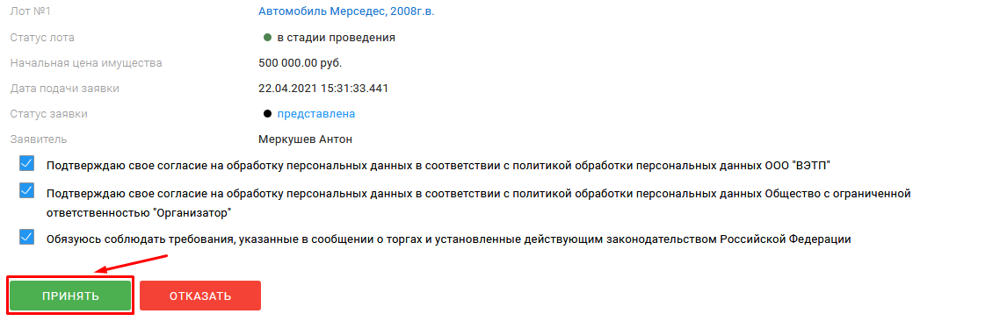 Лот №1 Автомобиль Мерседес, 2008г.в.
Статус лота в стадии проведения
Начальная цена имущества 500 000.00 руб.
Дата подачи заявки 22.04.2021 15:31:33.441
Статус заявки представлена
Заявитель Меркушев Антон
Подтверждаю свое согласие на обработку персональных данных в соответствии с политикой обработки персональных данных ООО "ВЭТП"
Подтверждаю свое согласие на обработку персональных данных в соответствии с политикой обработки персональных данных Общество с ограниченной
ответственностью "Организатор"
Обязуюсь соблюдать требования, указанные в сообщении о торгах и установленные действующим законодательством Российской Федерации
ПРИНЯТЬ ОТКАЗАТЬ